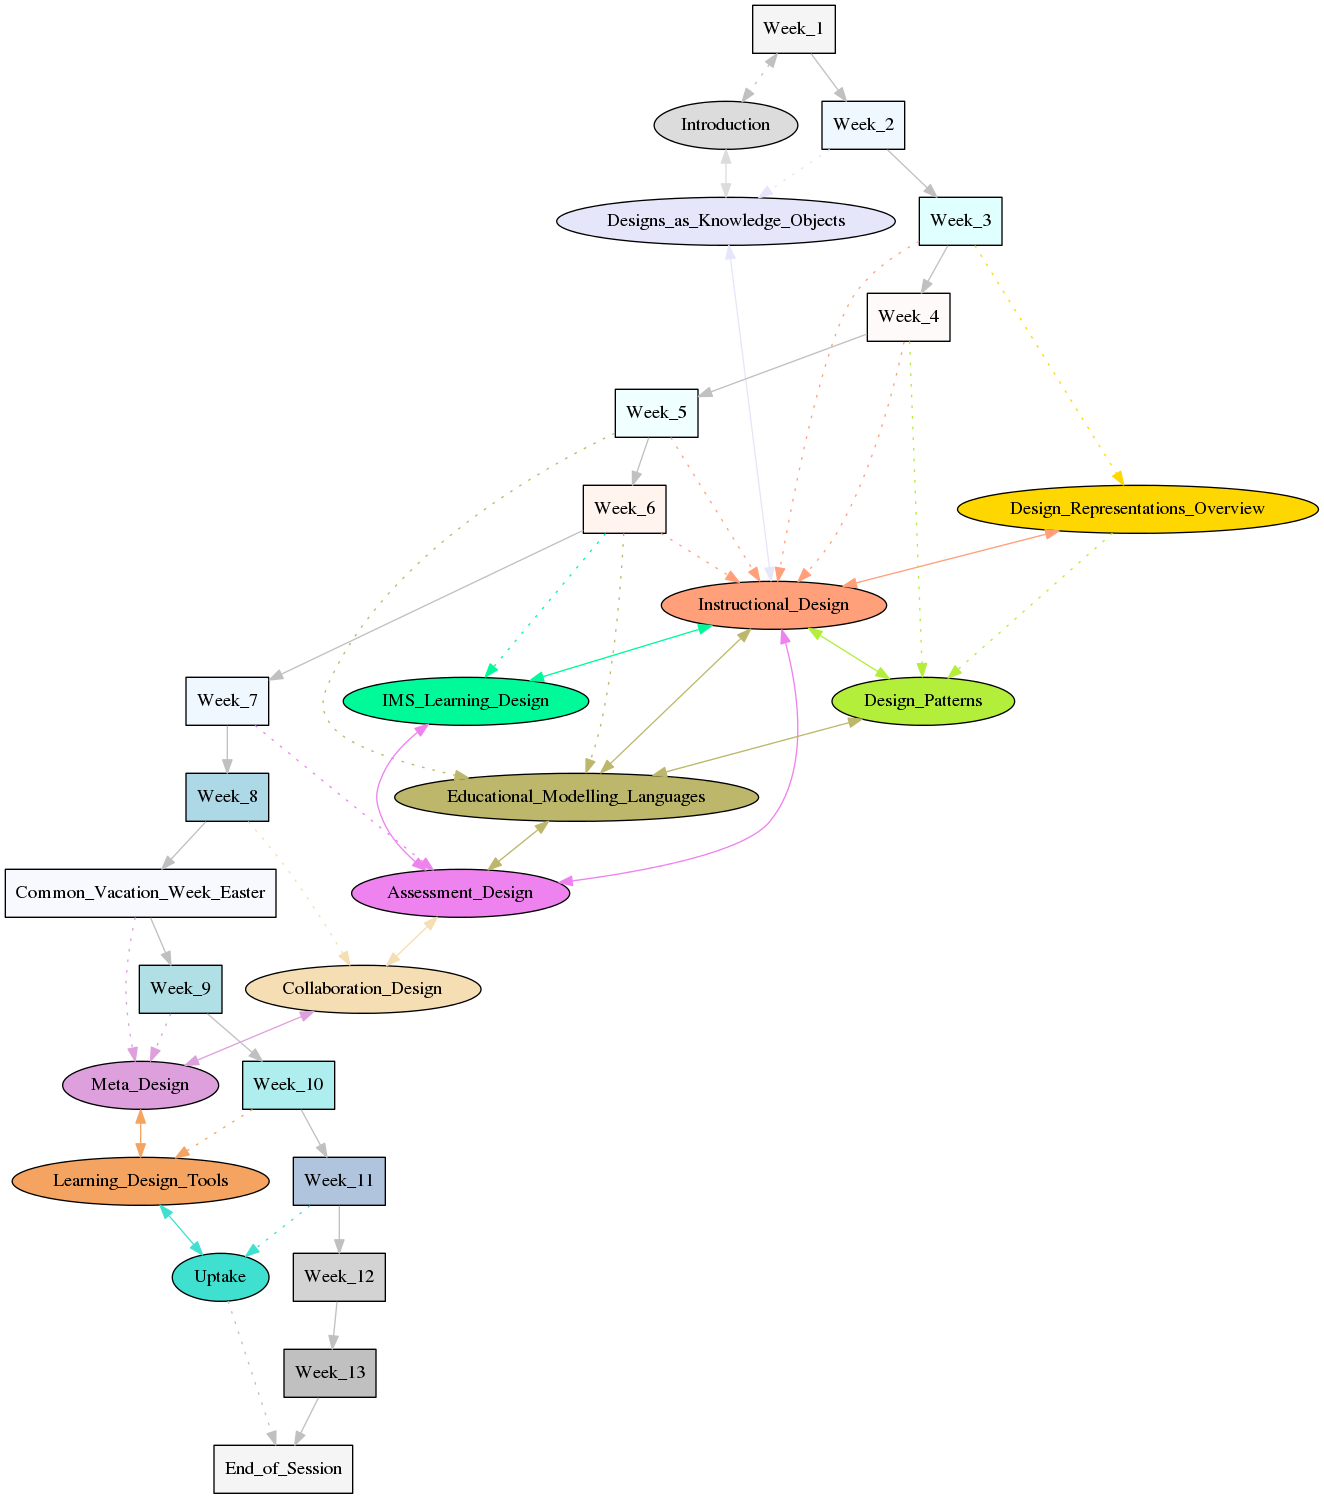 Week_1
Introduction
Week_2
Designs_as_Knowledge_Objects
Week_3
Week_4
Week_5
Week_6
Design_Representations_Overview
Instructional_Design
Week_7
IMS_Learning_Design
Design_Patterns
Week_8
Educational_Modelling_Languages
Common_Vacation_Week_Easter
Assessment_Design
Week_9
Collaboration_Design
Meta_Design
Week_10
Learning_Design_Tools
Week_11
Uptake
Week_12
Week_13
End_of_Session